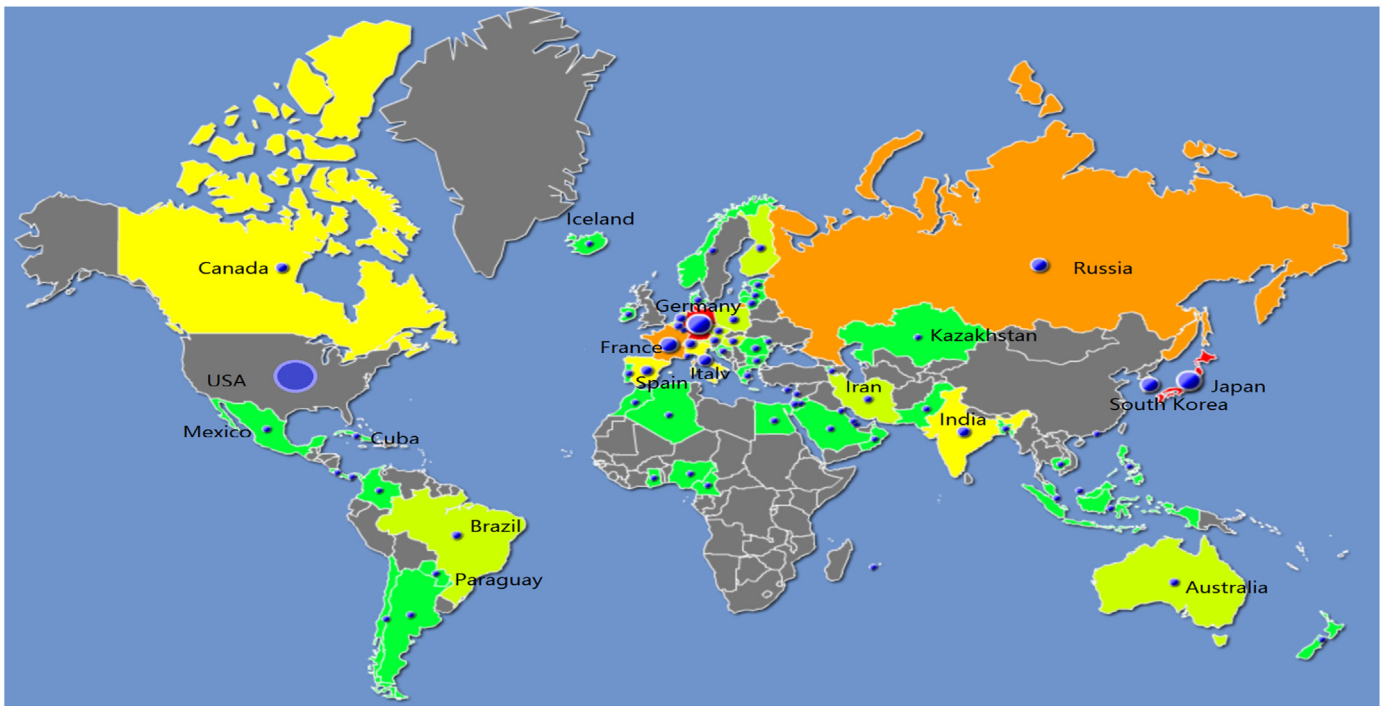 Iceland
Canada
Russia
Germany
Kazakhstan
France
Italy
USA
Spain
Iran
Japan
South Korea
Mexico
Cuba
India
Brazil
Paraguay
Australia